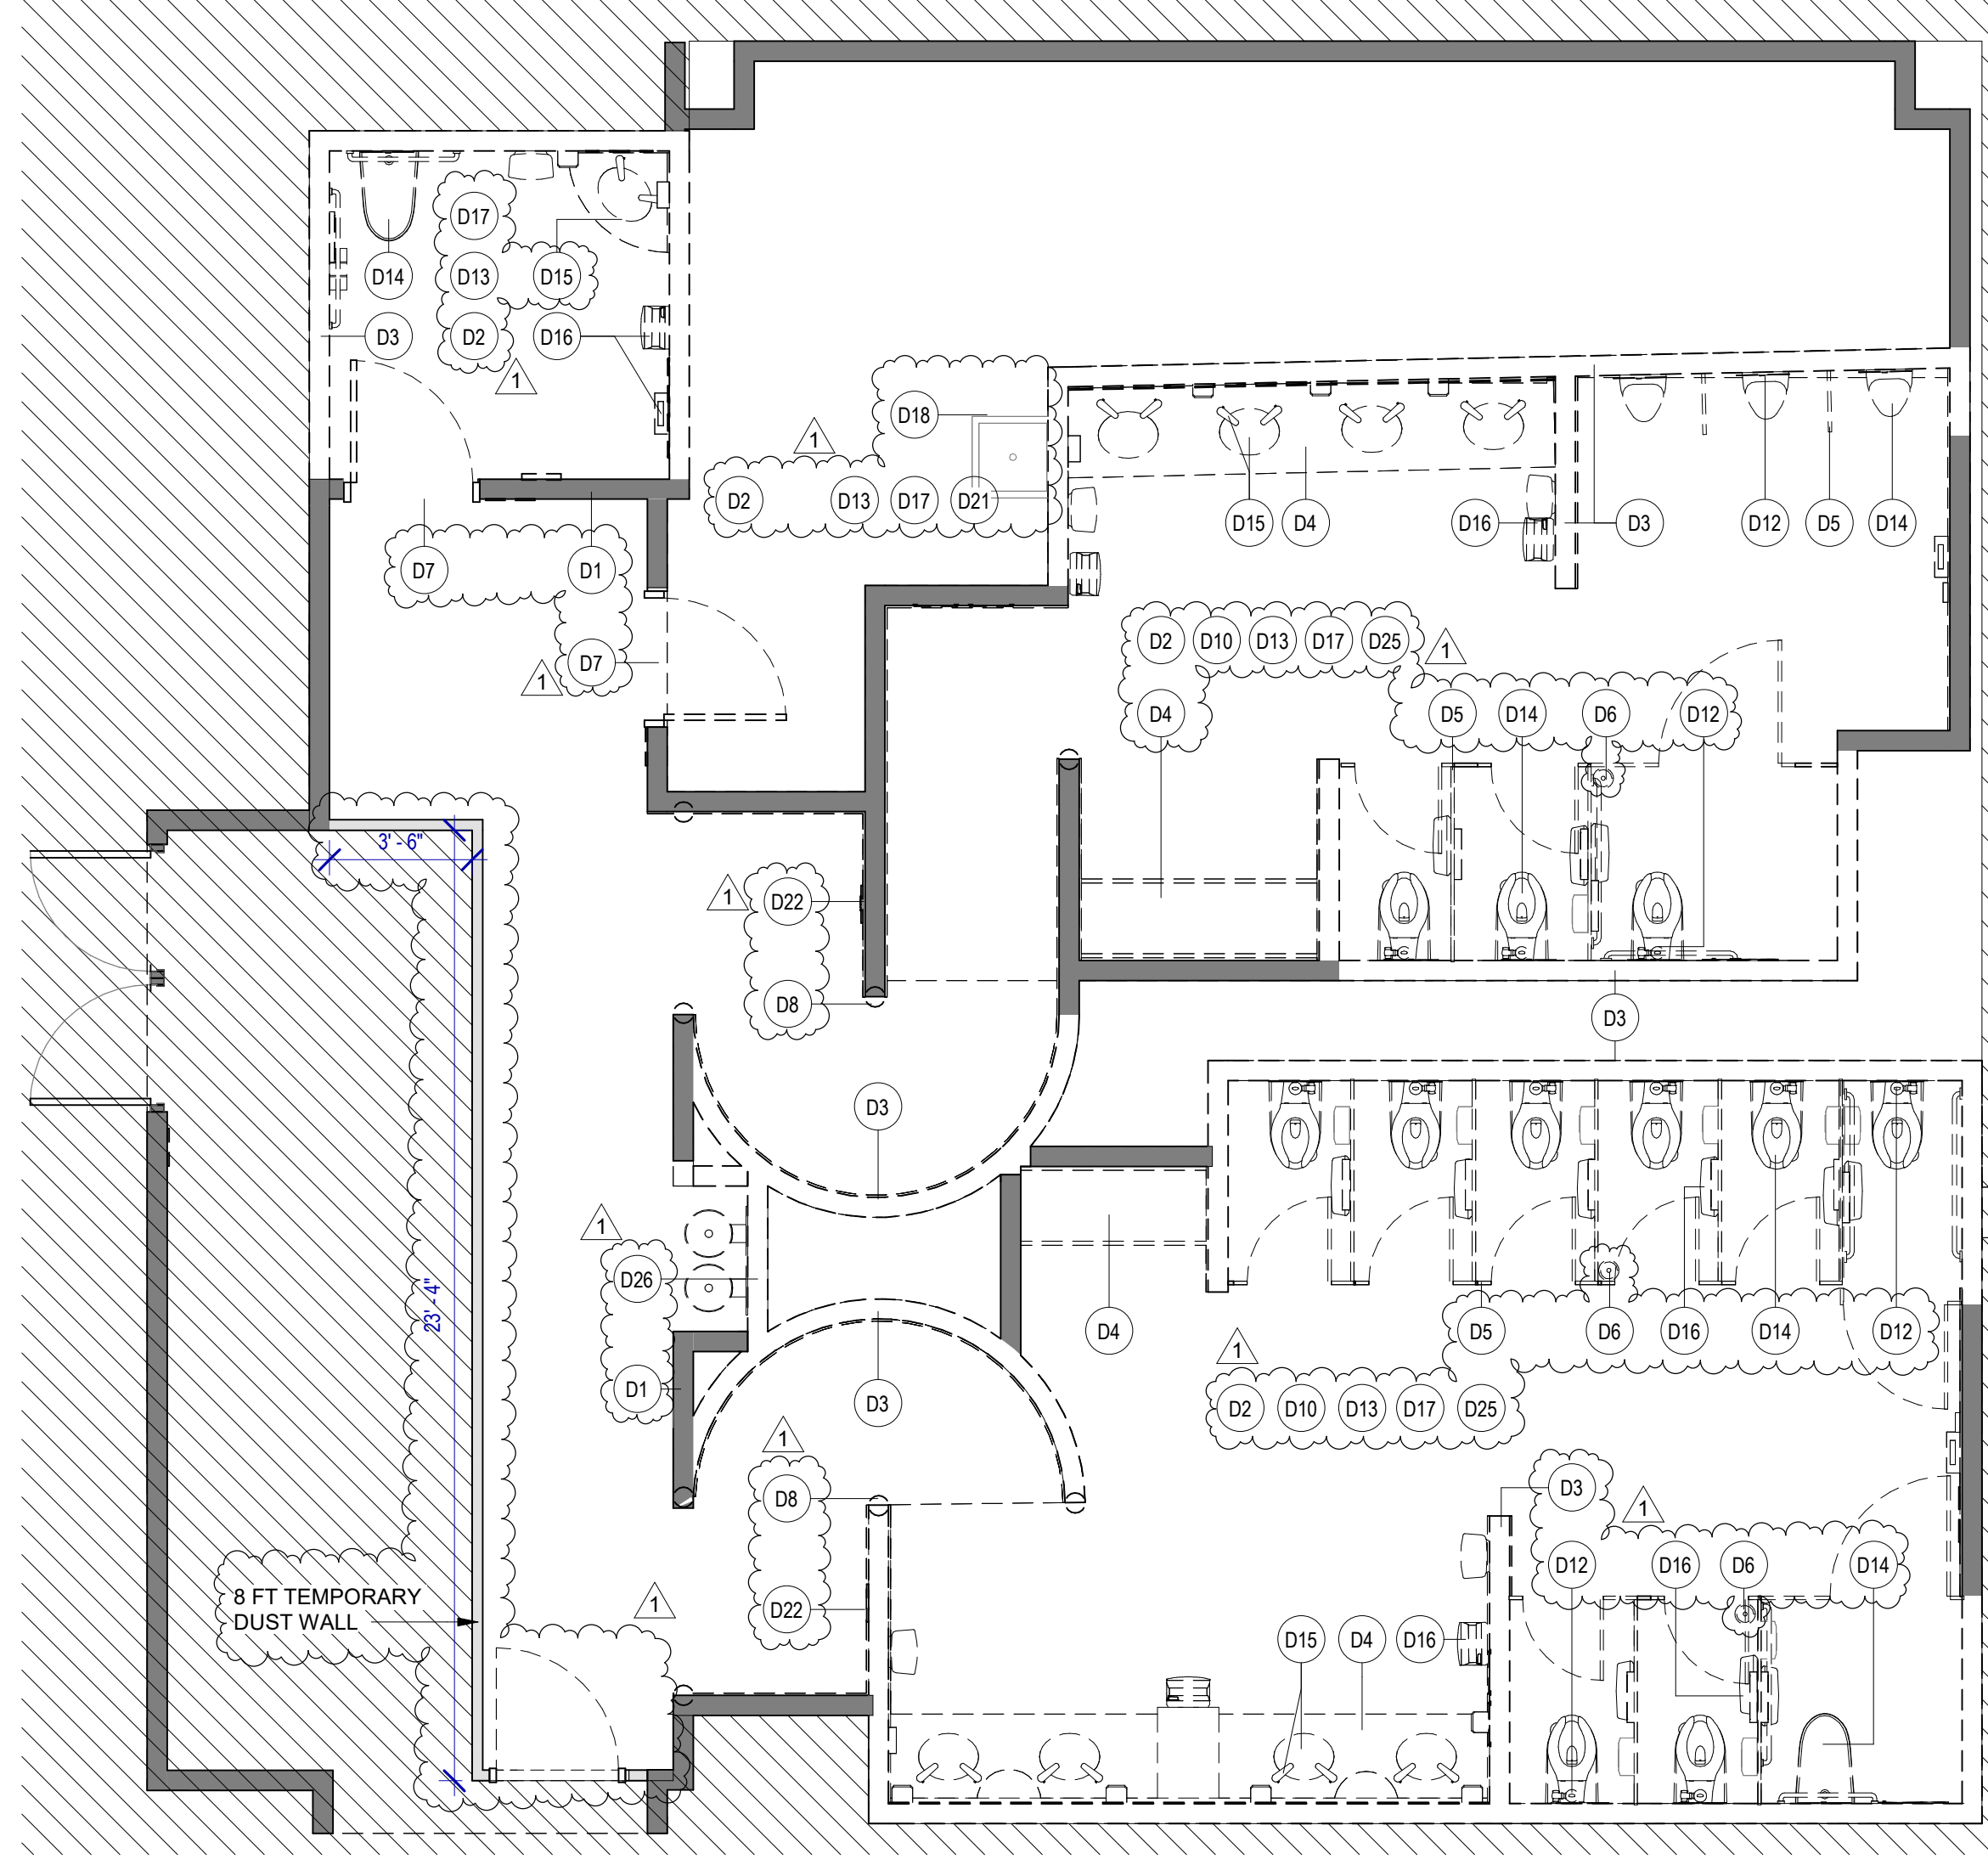 D17
D14
D13
D15
D3
D2
D16
1
D18
1
D2
D13
D17
D21
D15
D4
D16
D3
D12
D5
D14
D7
D1
D7
1
D2
D10
D13
D17
D25
1
D4
D5
D14
D6
D12
3' - 6"
D22
1
D8
D3
D3
23' - 4"
1
D26
D1
D3
D4
D5
D6
D16
D14
D12
1
D2
D10
D13
D17
D25
1
D8
D22
D3
1
D12
D16
D6
D14
8 FT TEMPORARY
DUST WALL
1
D15
D4
D16